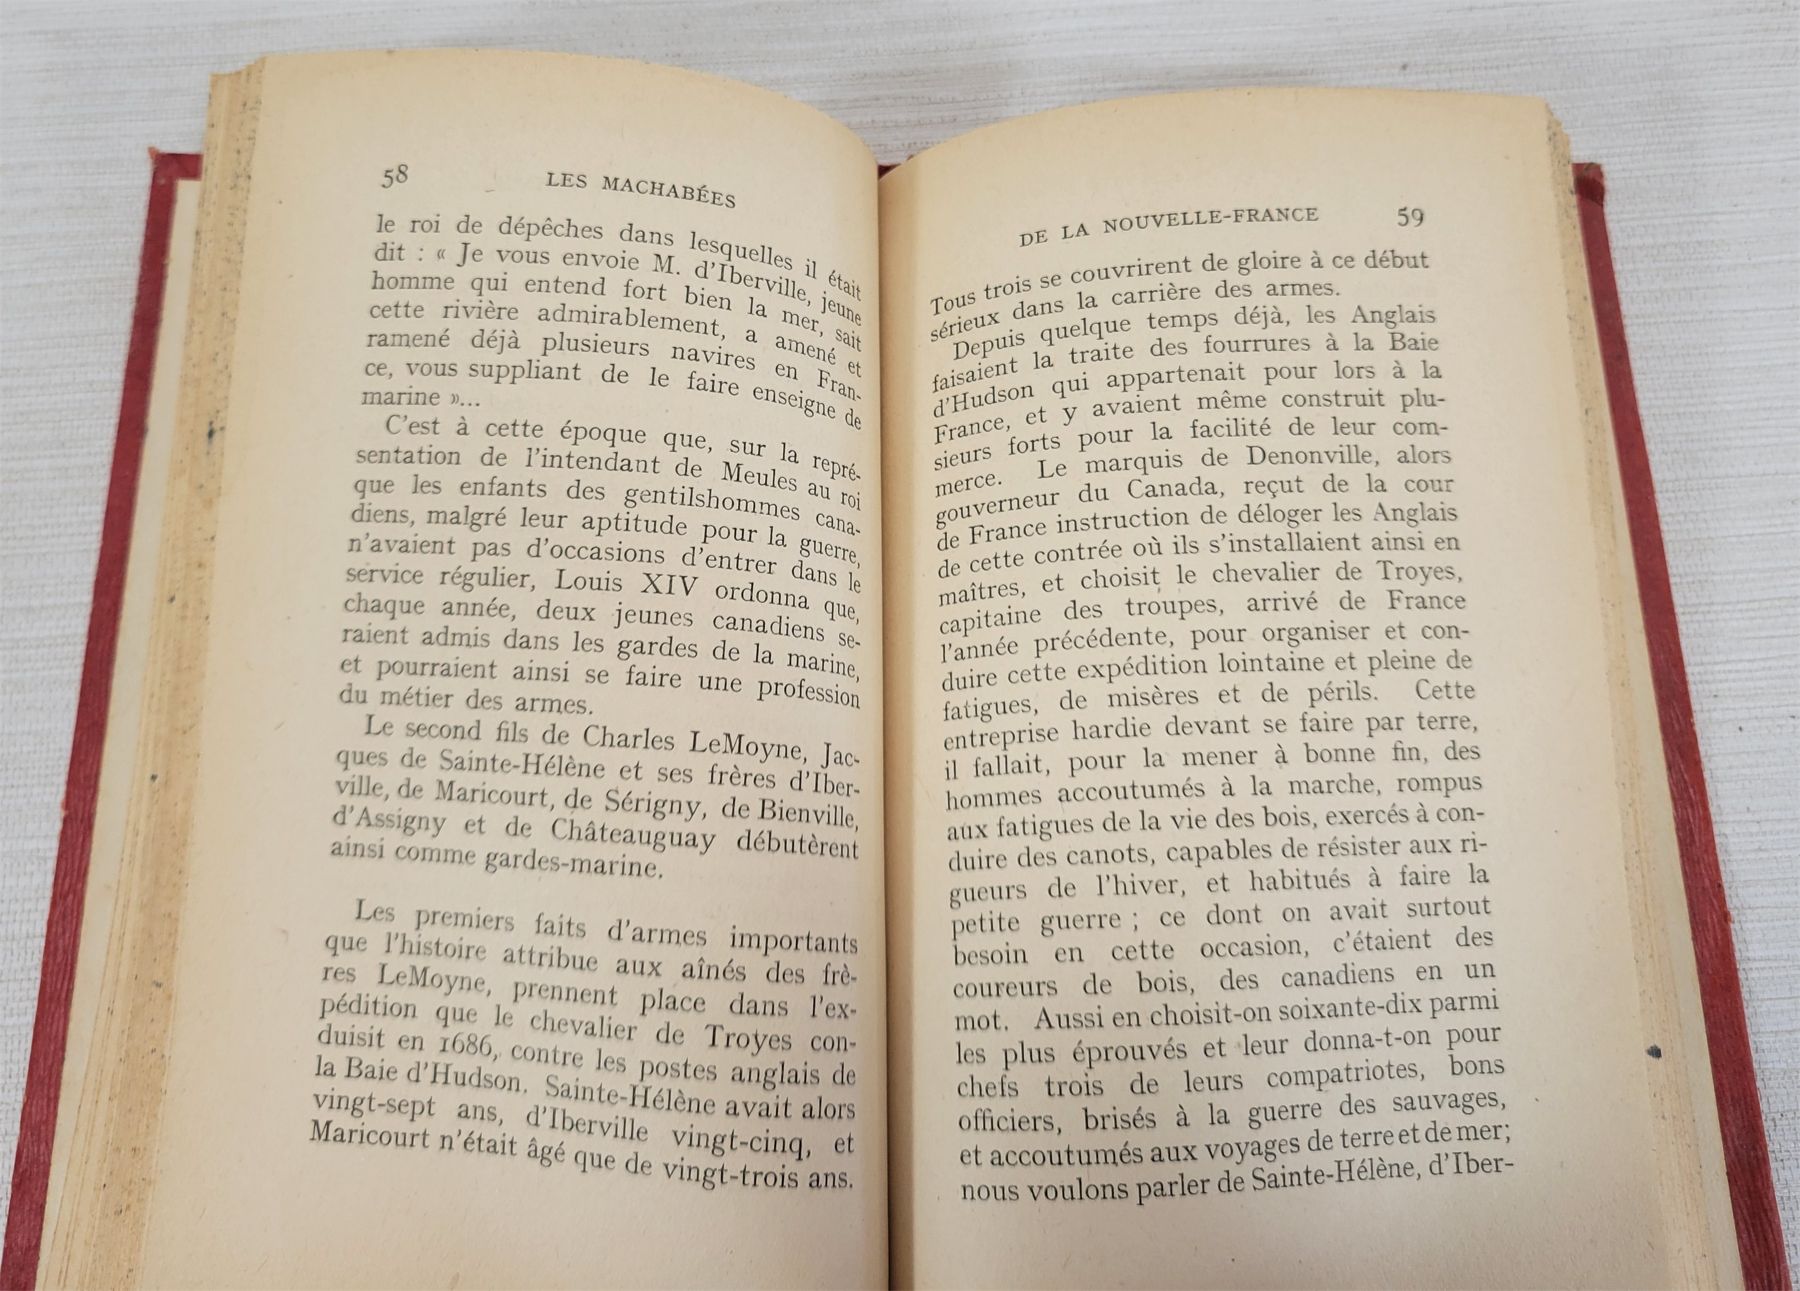 58 LES MACHABÉES
le roi de dépêches dans lesquelles il était
dit : « Je vous envoie M. d'Iberville, jeune
homme qui entend fort bien la mer, sait
cette rivière admirablement, a amené et
ramené déjà plusieurs navires en Fran-
ce, vous suppliant de le faire enseigne de
marine »...
C'est à cette époque que, sur la repré-
sentation de l'intendant de Meules au roi
que les enfants des gentilshommes cana-
diens, malgré leur aptitude pour la guerre,
n'avaient pas d'occasions d'entrer dans le
service régulier, Louis XIV ordonna que,
chaque année, deux jeunes canadiens se-
raient admis dans les gardes de la marine,
et pourraient ainsi se faire une profession
du métier des armes.
Le second fils de Charles LeMoyne, Jac-
ques de Sainte-Hélène et ses frères d'Iber-
ville, de Maricourt, de Sérigny, de Bienville,
d'Assigny et de Châteauguay débutèrent
ainsi comme gardes-marine.
Les premiers faits d'armes importants
que l'histoire attribue aux aînés des frè-
res LeMoyne, prennent place dans l'ex-
pédition que le chevalier de Troyes con-
duisit en 1686, contre les postes anglais de
la Baie d'Hudson. Sainte-Hélène avait alors
vingt-sept ans, d'Iberville vingt-cinq, et
Maricourt n'était âgé que de vingt-trois ans.
DE LA NOUVELLE-FRANCE 59
Tous trois se couvrirent de gloire à ce début
sérieux dans la carrière des armes.
Depuis quelque temps déjà, les Anglais
faisaient la traite des fourrures à la Baie
d'Hudson qui appartenait pour lors à la
France, et y avaient même construit plu-
sieurs forts pour la facilité de leur com-
merce. Le marquis de Denonville, alors
gouverneur du Canada, reçut de la cour
de France instruction de déloger les Anglais
de cette contrée où ils s'installaient ainsi en
maîtres, et choisit le chevalier de Troyes,
capitaine des troupes, arrivé de France
l'année précédente, pour organiser et con-
duire cette expédition lointaine et pleine de
fatigues, de misères et de périls. Cette
entreprise hardie devant se faire par terre,
il fallait, pour la mener à bonne fin, des
hommes accoutumés à la marche, rompus
aux fatigues de la vie des bois, exercés à con-
duire des canots, capables de résister aux ri-
gueurs de l'hiver, et habitués à faire la
petite guerre ; ce dont on avait surtout
besoin en cette occasion, c'étaient des
coureurs de bois, des canadiens en un
mot. Aussi en choisit-on soixante-dix parmi
les plus éprouvés et leur donna-t-on pour
chefs trois de leurs compatriotes, bons
officiers, brisés à la guerre des sauvages,
et accoutumés aux voyages de terre et de mer;
nous voulons parler de Sainte-Hélène, d'Iber-